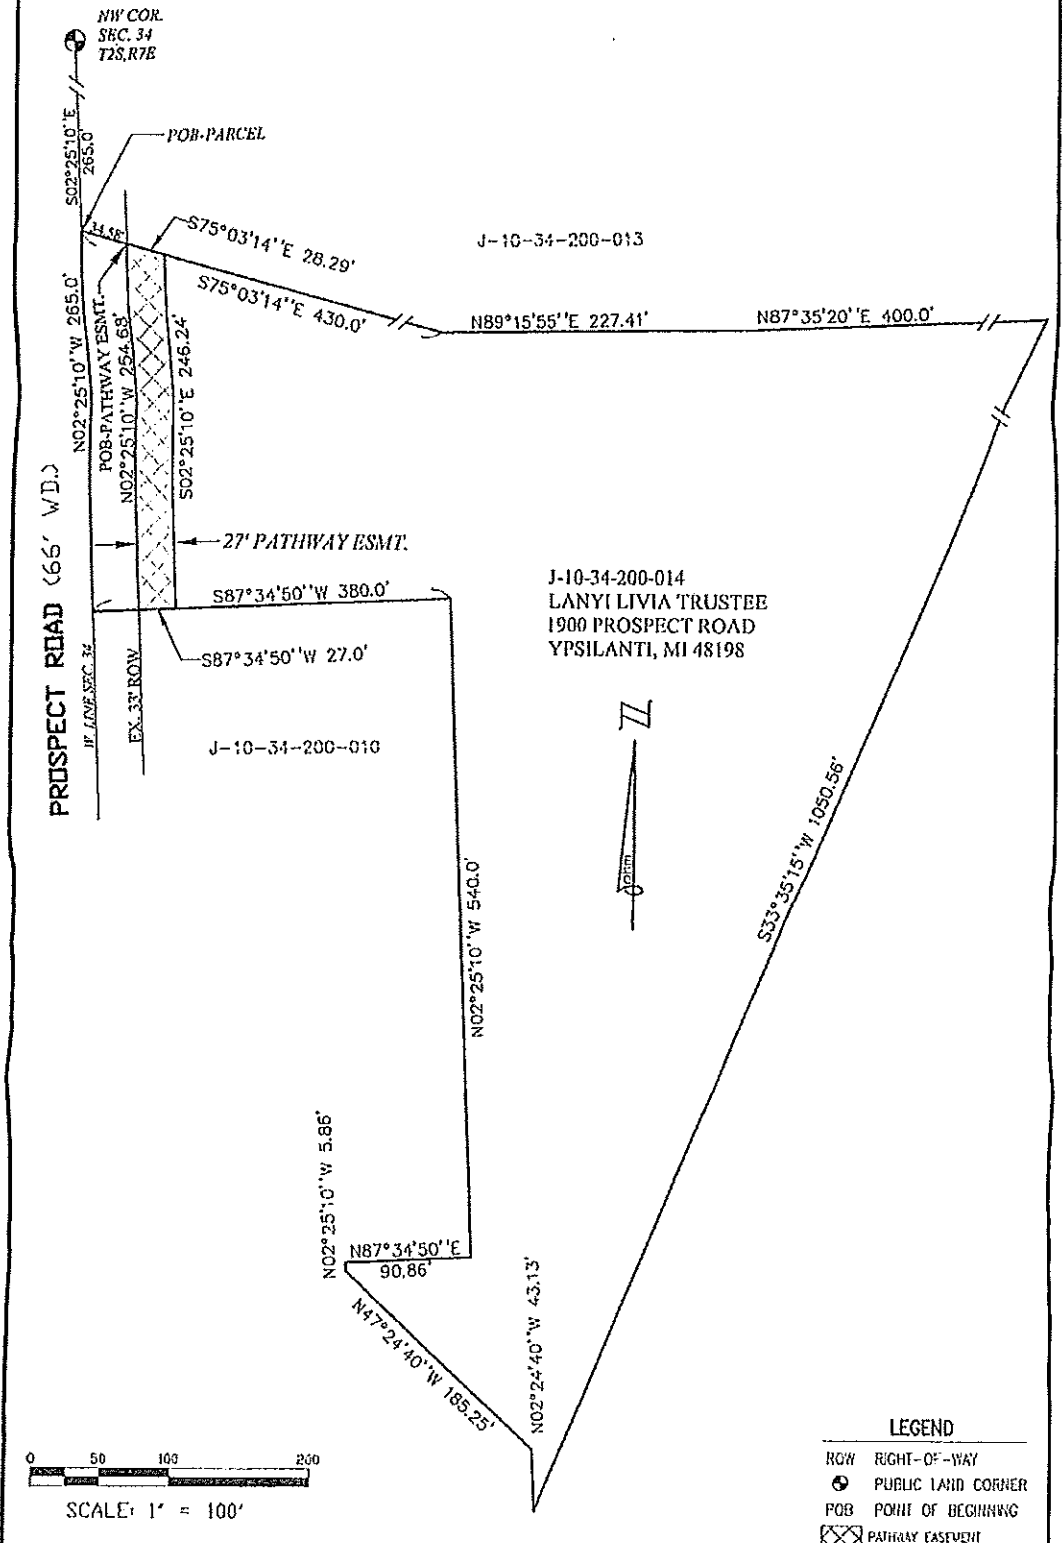 NW COR.
SEC. 34
T2S,R7E
S02°25'10"E
265.0'
POB-PARCEL
34.58'
S75°03'14"E 28.29'
J-10-34-200-013
S75°03'14"E 430.0'
N89°15'55"E 227.41'
N87°35'20"E 400.0'
N02°25'10"W 265.0'
POB-PATHWAY ESMT.
N02°25'10"W 254.68'
S02°25'10"E 246.24'
PROSPECT ROAD (66' WD.)
27' PATHWAY ESMT.
S87°34'50"W 380.0'
J-10-34-200-014
LANYI LIVIA TRUSTEE
1900 PROSPECT ROAD
YPSILANTI, MI 48198
S87°34'50"W 27.0'
W. LINE SEC. 34
EX. 33' ROW
J-10-34-200-010
N
S33°35'15"W 1050.56'
N02°25'10"W 540.0'
N02°25'10"W 5.86'
N87°34'50"E
90.86'
N47°24'40"W 185.25'
N02°24'40"W 43.13'
0 50 100 200
SCALE: 1" = 100'
LEGEND
ROW RIGHT-OF-WAY
PUBLIC LAND CORNER
POB POINT OF BEGINNING
PATHWAY EASEMENT